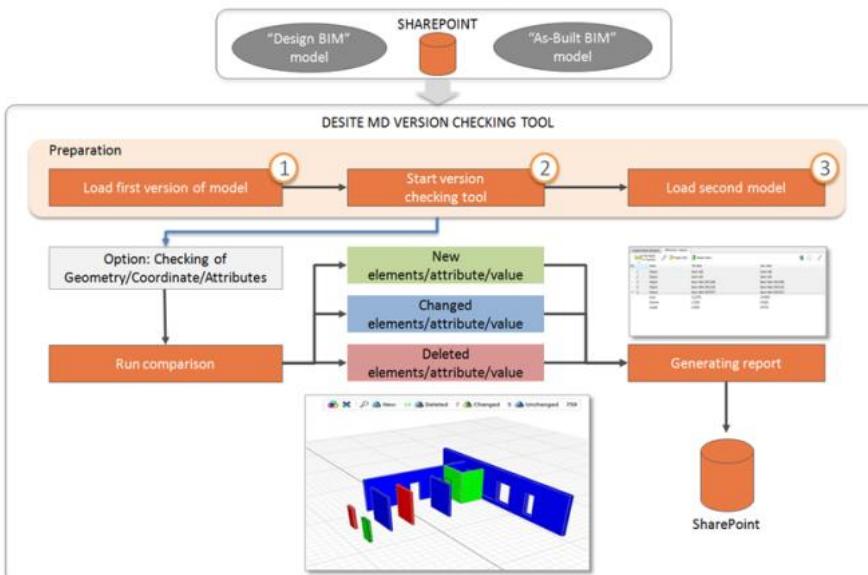 SHAREPOINT
“Design BIM”
model
“As-Built BIM”
model
DESITE MD VERSION CHECKING TOOL
Preparation
1
2
3
Load first version of model
Start version
checking tool
Load second model
Option: Checking of
Geometry/Coordinate/Attributes
New
elements/attribute/value
Changed
elements/attribute/value
Run comparison
Deleted
elements/attribute/value
Generating report
New
Deleted
Changed
Unchanged
SharePoint